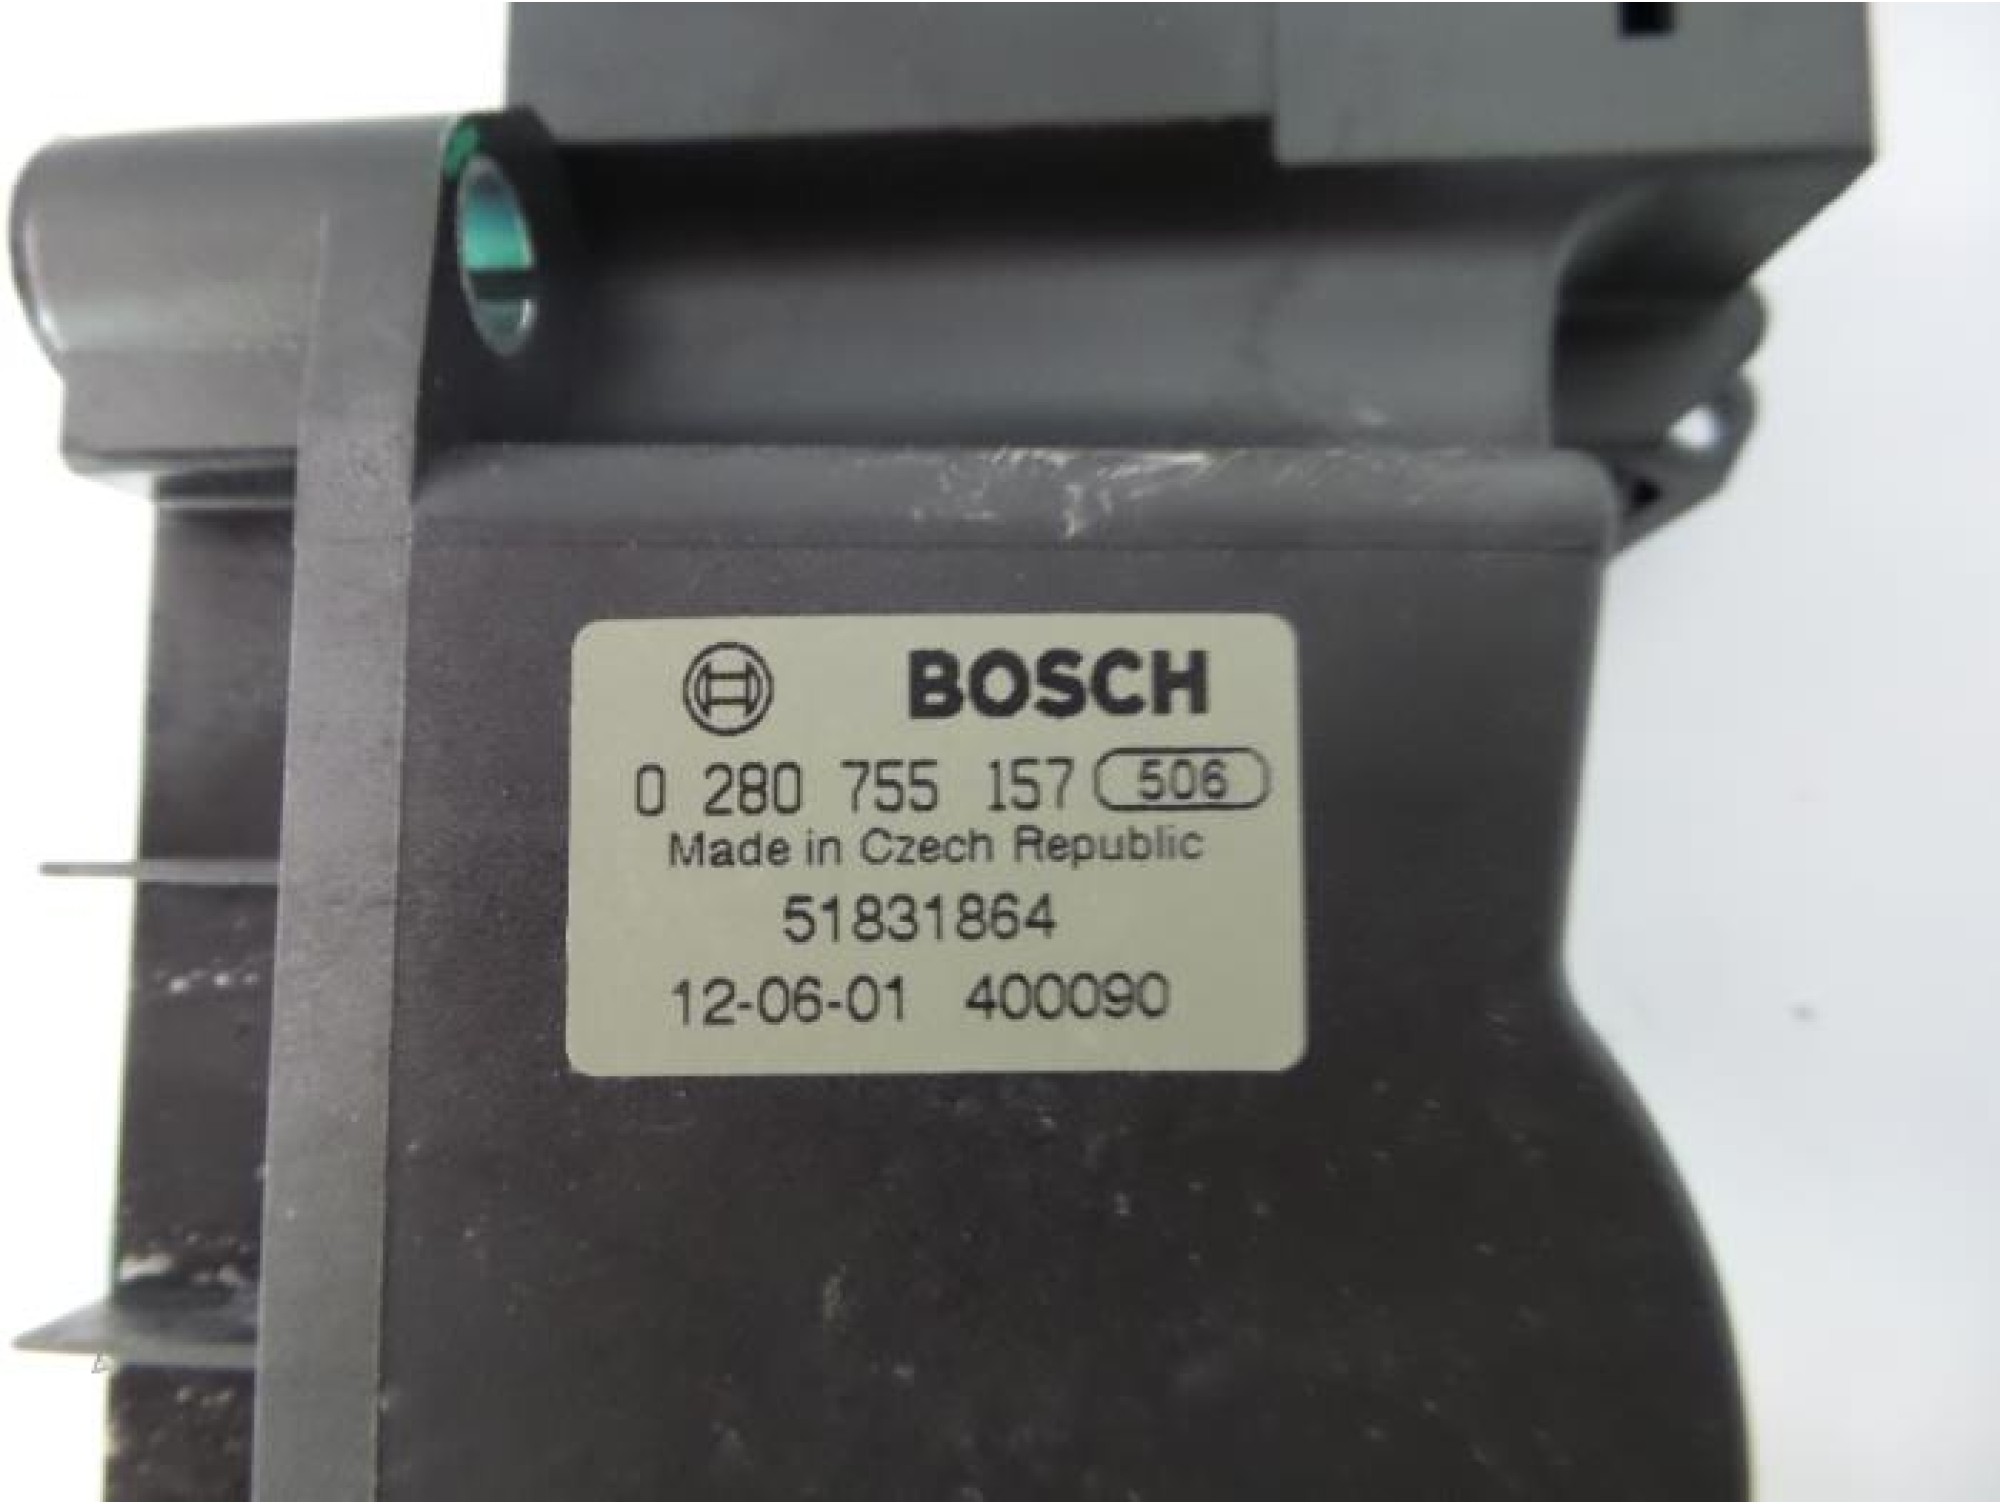 BOSCH
0 280 755 157 506
Made in Czech Republic
51831864
12-06-01 400090